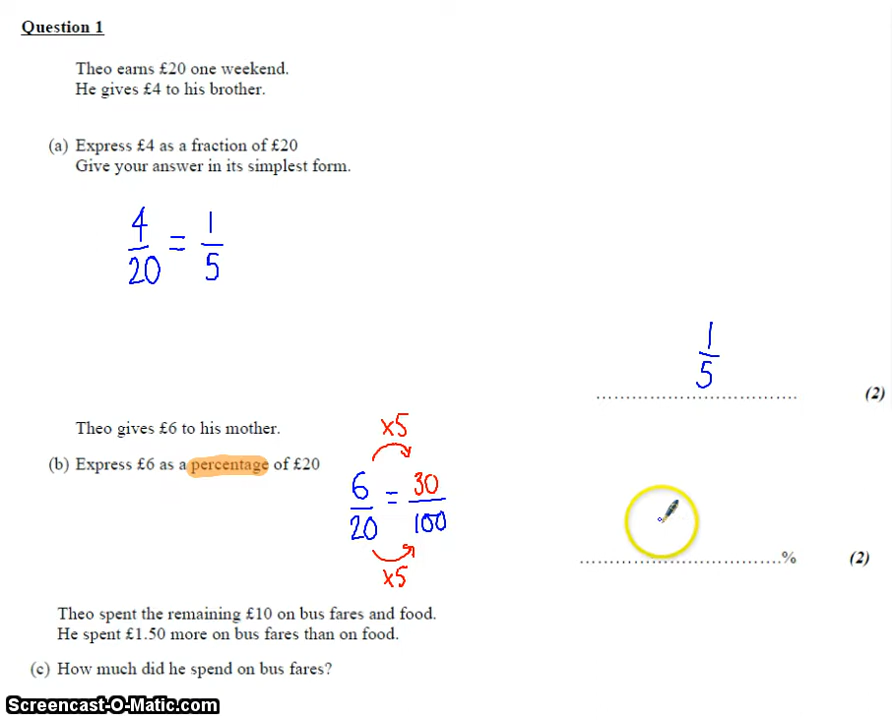 Question 1
Theo earns £20 one weekend.
He gives £4 to his brother.
(a) Express £4 as a fraction of £20
Give your answer in its simplest form.
4/20 = 1/5
1/5
................................................ (2)
Theo gives £6 to his mother.
(b) Express £6 as a percentage of £20
x5
6/20 = 30/100
x5
................................................% (2)
Theo spent the remaining £10 on bus fares and food.
He spent £1.50 more on bus fares than on food.
(c) How much did he spend on bus fares?
Screencast-O-Matic.com